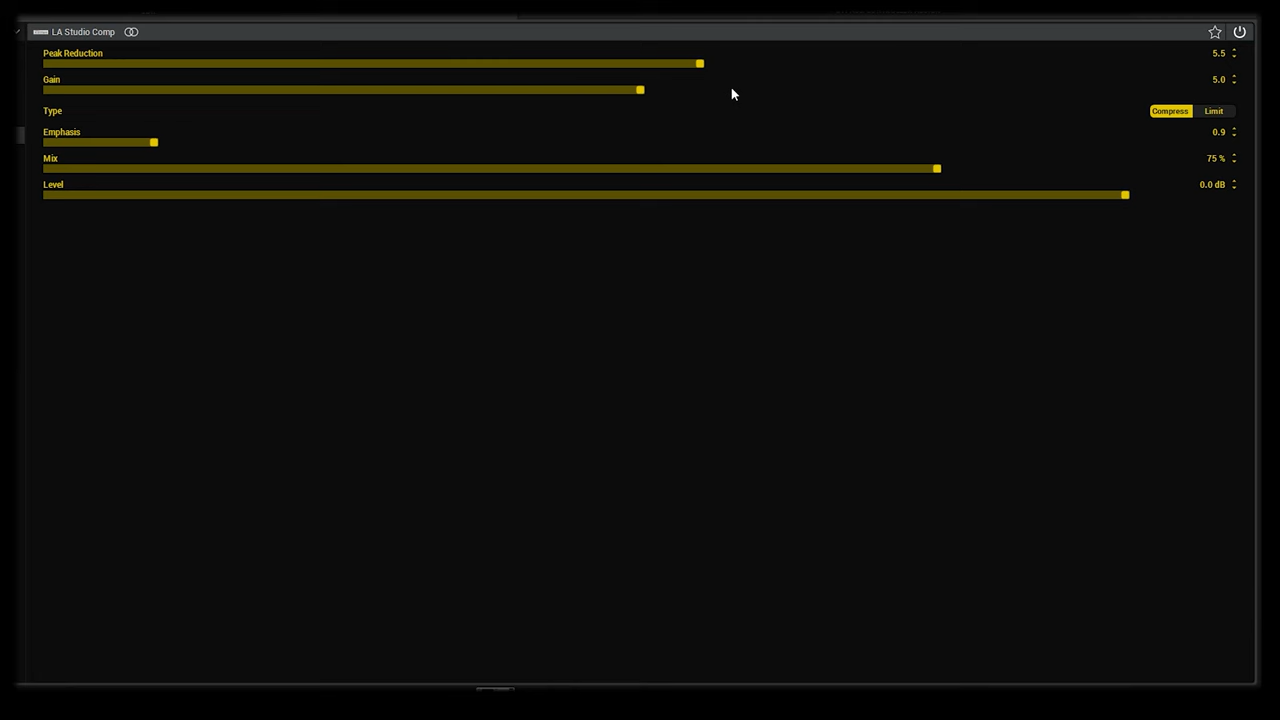 LA Studio Comp
Peak Reduction 5.5
Gain 5.0
Type Compress Limit
Emphasis 0.9
Mix 75 %
Level 0.0 dB